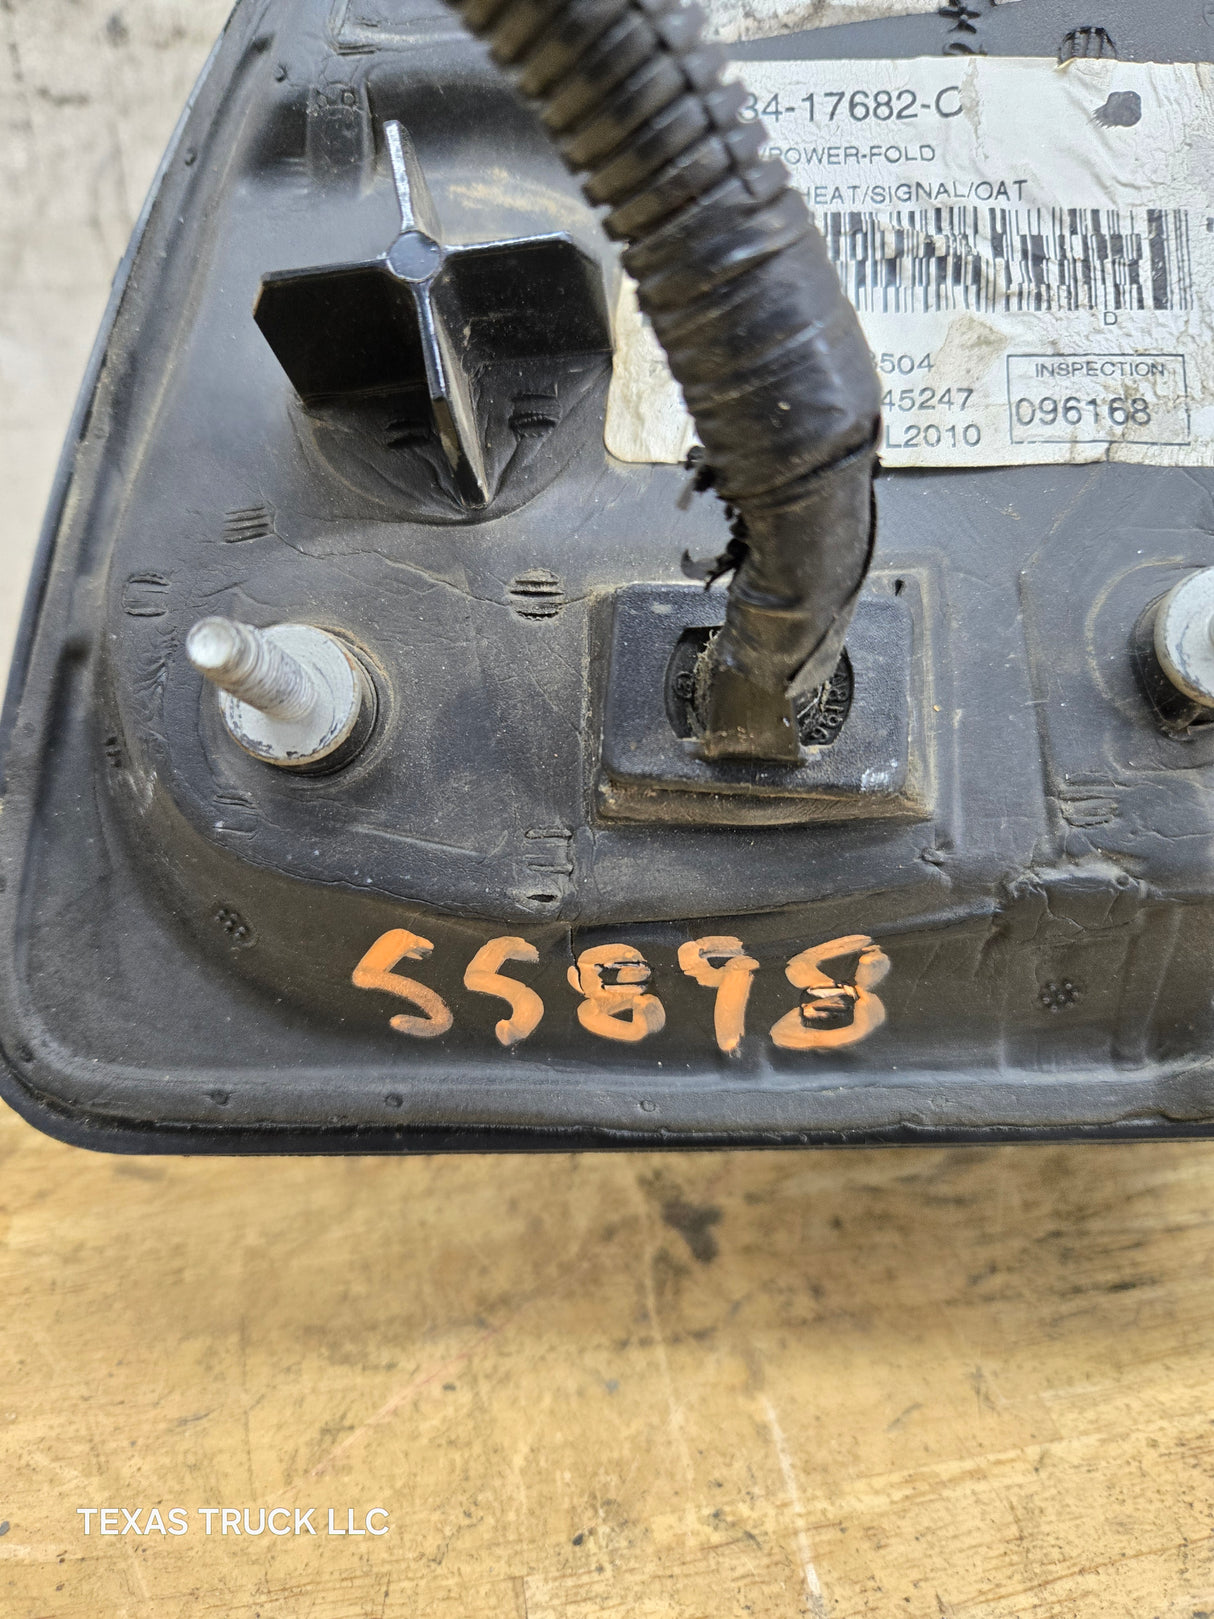 34-17682-C
/POWER-FOLD
HEAT/SIGNAL/OAT
D
3504
45247
L2010
INSPECTION
096168
55898
TEXAS TRUCK LLC